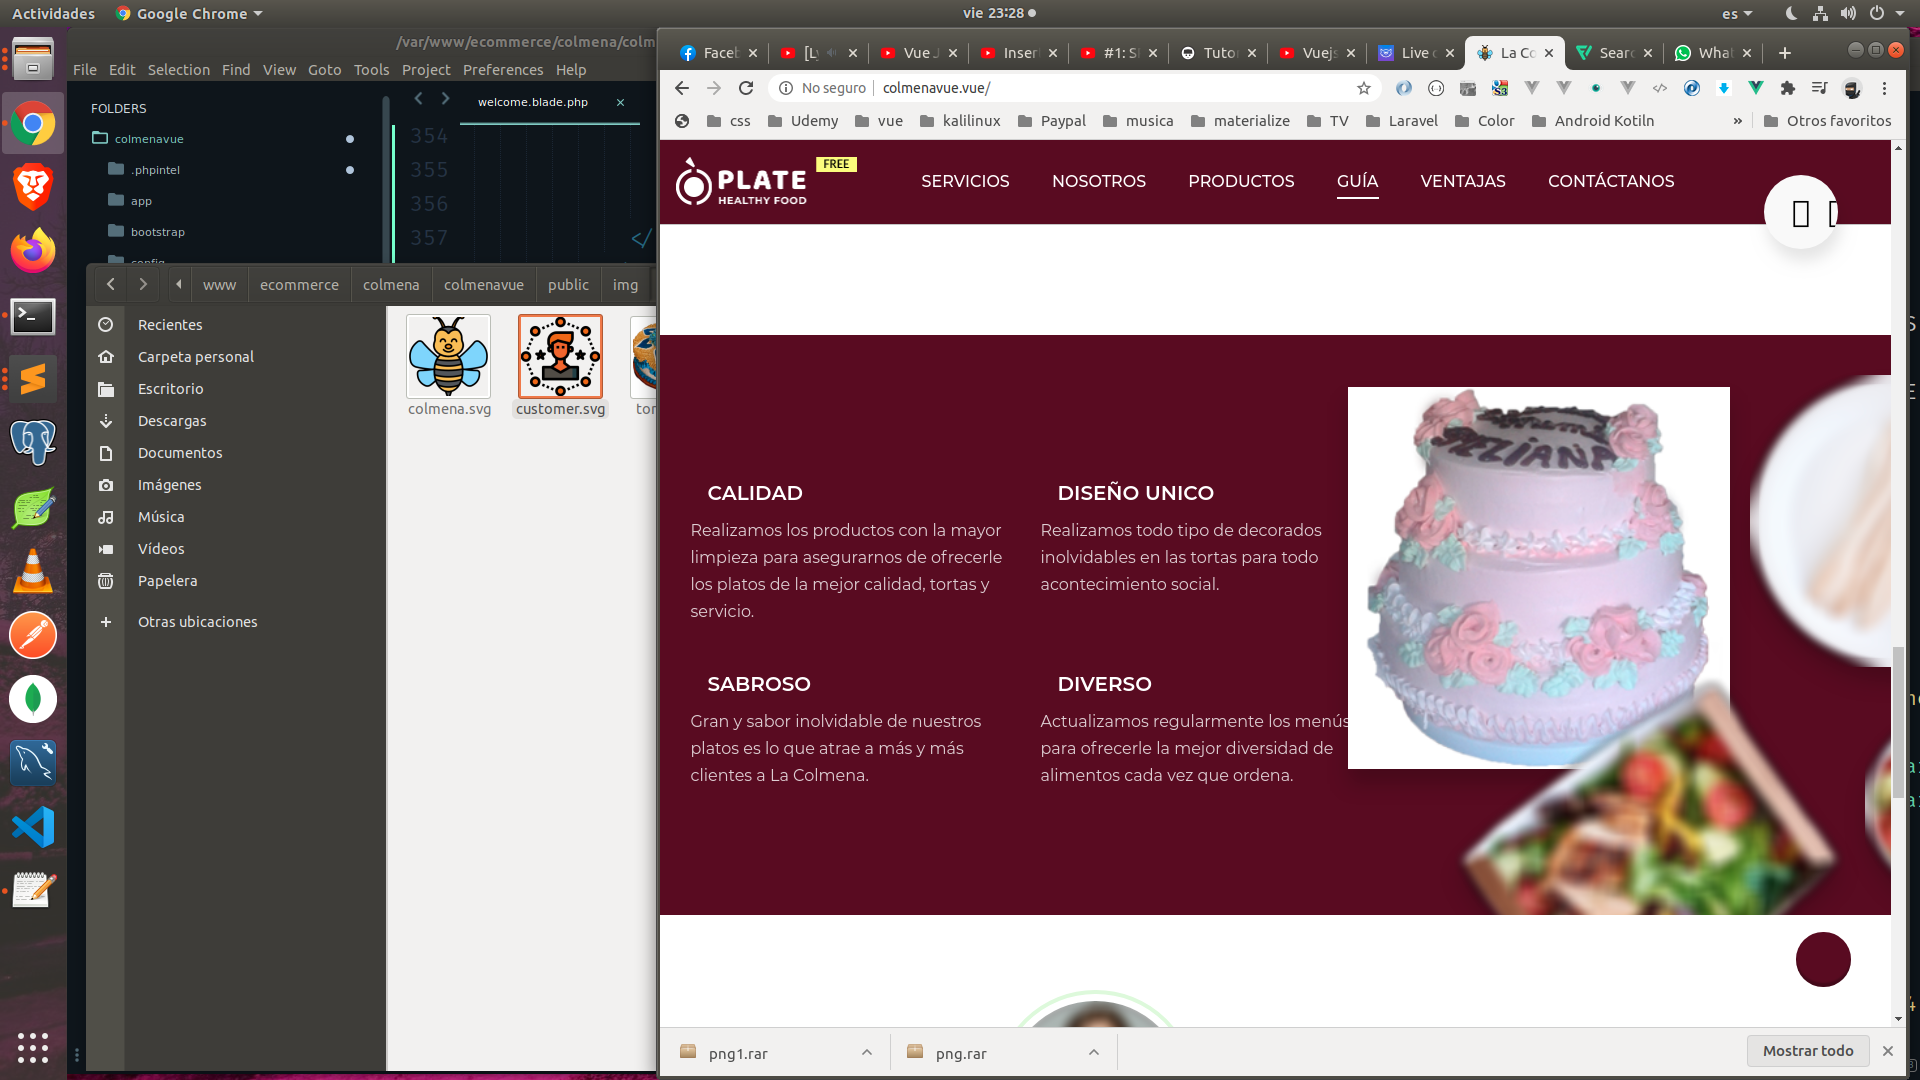 Actividades
Google Chrome
vie 23:28
es
/var/www/ecommerce/colmena/colm
File Edit Selection Find View Goto Tools Project Preferences Help
FOLDERS
colmenavue
.phpintel
app
bootstrap
config
welcome.blade.php
354
355
356
357
</
www
ecommerce
colmena
colmenavue
public
img
Recientes
Carpeta personal
Escritorio
Descargas
Documentos
Imágenes
Música
Vídeos
Papelera
Otras ubicaciones
colmena.svg
customer.svg
tor
Faceb
[Ly
Vue J
Inser
#1: S
Tuto
Vuejs
Live
La Co
Searc
What
No seguro
colmenavue.vue/
css
Udemy
vue
kalilinux
Paypal
musica
materialize
TV
Laravel
Color
Android Kotiln
»
Otros favoritos
PLATE
HEALTHY FOOD
FREE
SERVICIOS
NOSOTROS
PRODUCTOS
GUÍA
VENTAJAS
CONTÁCTANOS
CALIDAD
Realizamos los productos con la mayor
limpieza para asegurarnos de ofrecerle
los platos de la mejor calidad, tortas y
servicio.
DISEÑO UNICO
Realizamos todo tipo de decorados
inolvidables en las tortas para todo
acontecimiento social.
SABROSO
Gran y sabor inolvidable de nuestros
platos es lo que atrae a más y más
clientes a La Colmena.
DIVERSO
Actualizamos regularmente los menús
para ofrecerle la mejor diversidad de
alimentos cada vez que ordena.
png1.rar
png.rar
Mostrar todo